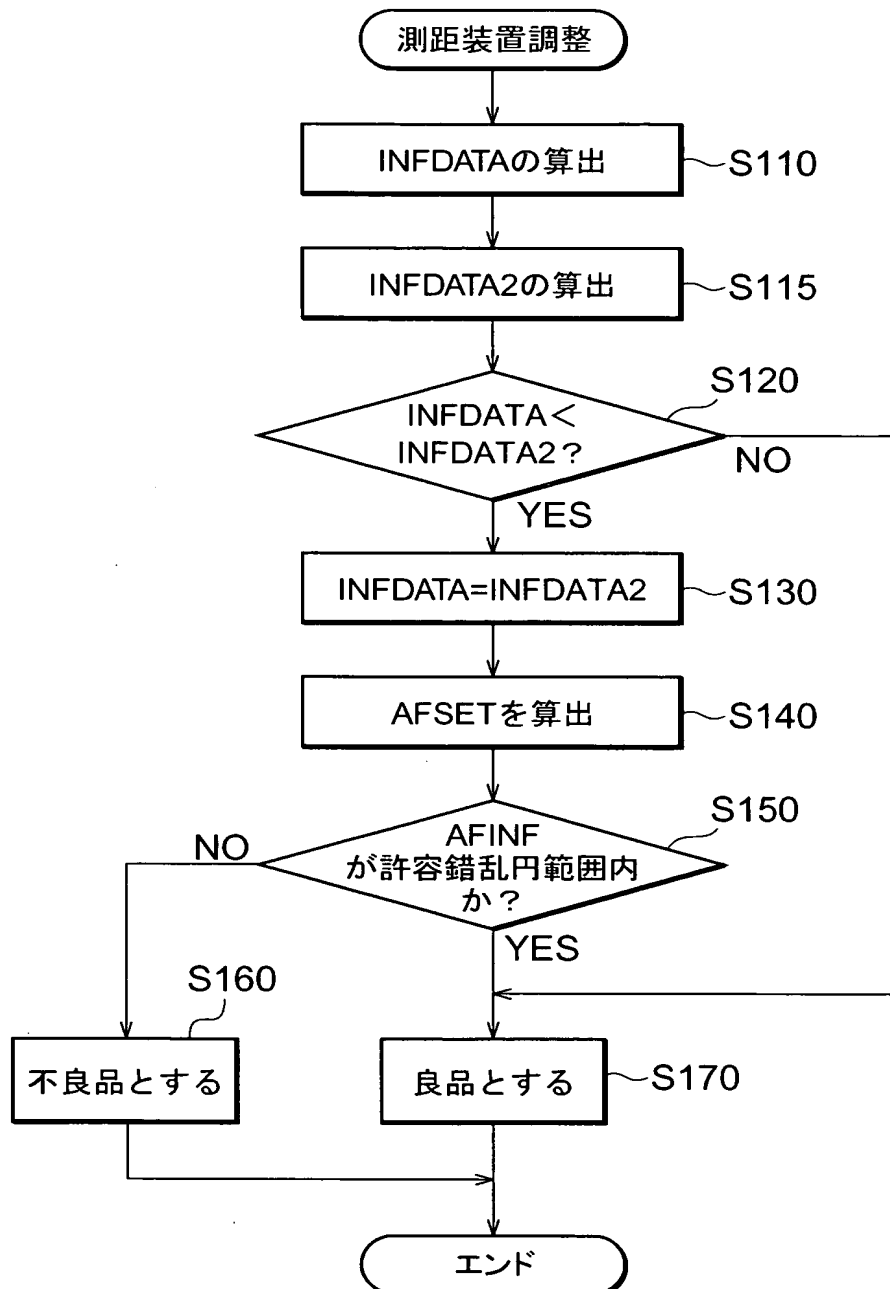 測距装置調整
INFDATAの算出
S110
INFDATA2の算出
S115
S120
INFDATA<
INFDATA2?
NO
YES
INFDATA=INFDATA2
S130
AFSETを算出
S140
S150
AFINF
が許容錯乱円範囲内
か?
NO
YES
S160
不良品とする
良品とする
S170
エンド